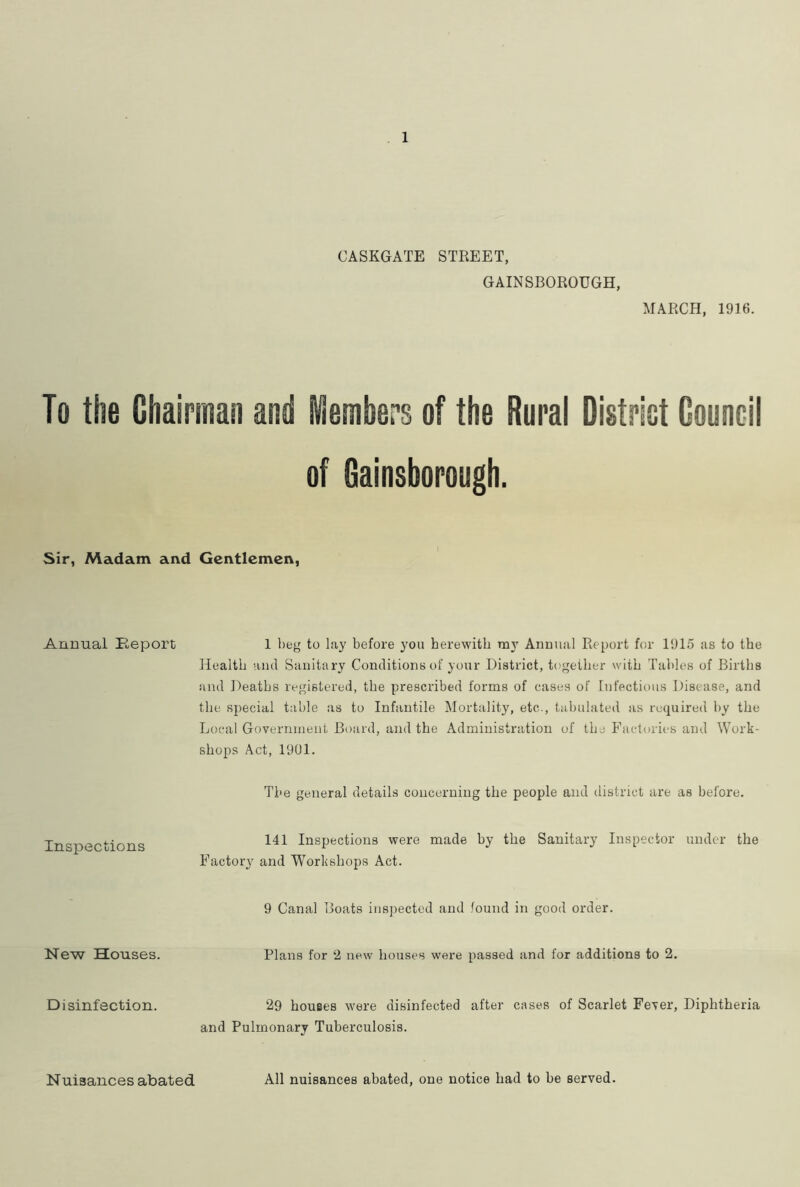 1
CASKGATE STREET,
GAINSBOROUGH,
MARCH, 1916.
To the Chairman and Members of the Rural District Council
of Gainsborough.
Sir, Madam and Gentlemen,
Annual Report
I beg to lay before you herewith my Annual Report for 1915 as to the
Health and Sanitary Conditions of your District, together with Tables of Births
and Deaths registered, the prescribed forms of cases of Infectious Disease, and
the special table as to Infantile Mortality, etc., tabulated as required by the
Local Government Board, and the Administration of the Factories and Work-
shops Act, 1901.
The general details concerning the people and district are as before.
Inspections
141 Inspections were made by the Sanitary Inspector under the
Factory and Workshops Act.
9 Canal Boats inspected and found in good order.
New Houses.
Plans for 2 new houses were passed and for additions to 2.
Disinfection.
29 houses were disinfected after cases of Scarlet Fever, Diphtheria
and Pulmonary Tuberculosis.
Nuisances abated
All nuisances abated, one notice had to be served.